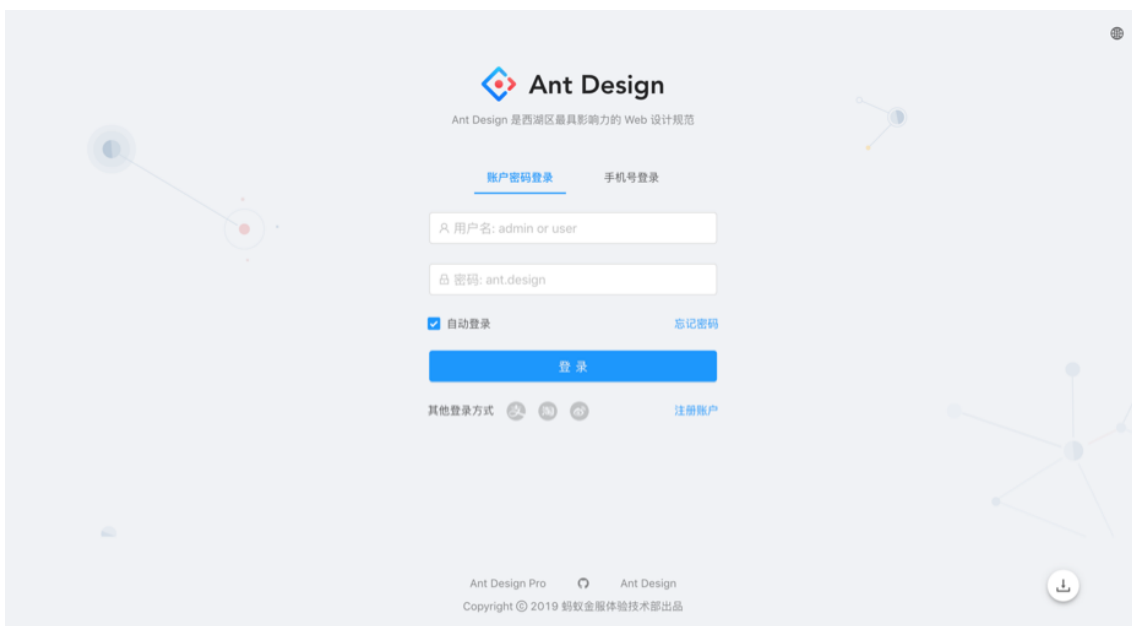 Ant Design
Ant Design 是西湖区最具影响力的 Web 设计规范
账户密码登录 手机号登录
用户名: admin or user
密码: ant.design
自动登录 忘记密码
登 录
其他登录方式 支 淘 注册账户
Ant Design Pro Ant Design
Copyright © 2019 蚂蚁金服体验技术部出品